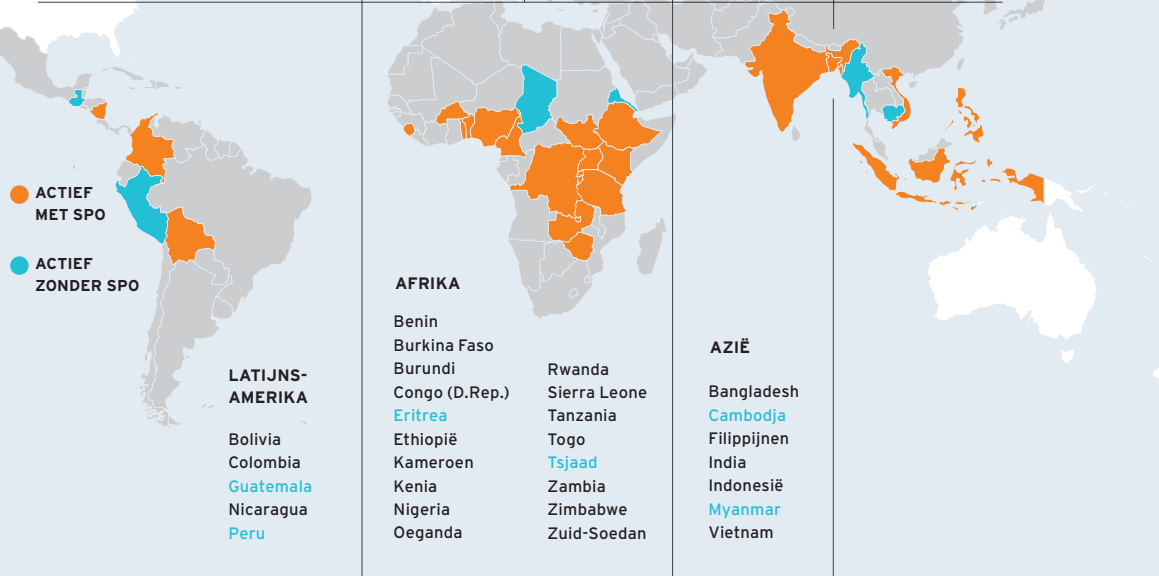 ACTIEF
MET SPO
ACTIEF
ZONDER SPO
LATIJNS-
AMERIKA
Bolivia
Colombia
Guatemala
Nicaragua
Peru
AFRIKA
Benin
Burkina Faso
Burundi
Congo (D.Rep.)
Eritrea
Ethiopië
Kameroen
Kenia
Nigeria
Oeganda
Rwanda
Sierra Leone
Tanzania
Togo
Tsjaad
Zambia
Zimbabwe
Zuid-Soedan
AZIË
Bangladesh
Cambodja
Filippijnen
India
Indonesië
Myanmar
Vietnam